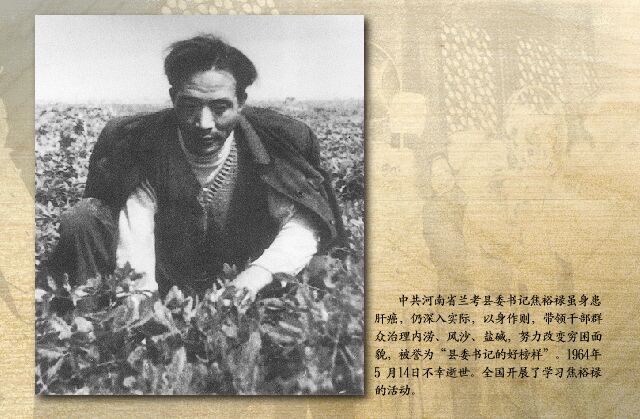 中共河南省兰考县委书记焦裕禄虽身患
肝癌，仍深入实际，以身作则，带领干部群
众治理内涝、风沙、盐碱，努力改变穷困面
貌，被誉为“县委书记的好榜样”。1964年
5 月14日不幸逝世。全国开展了学习焦裕禄
的活动。